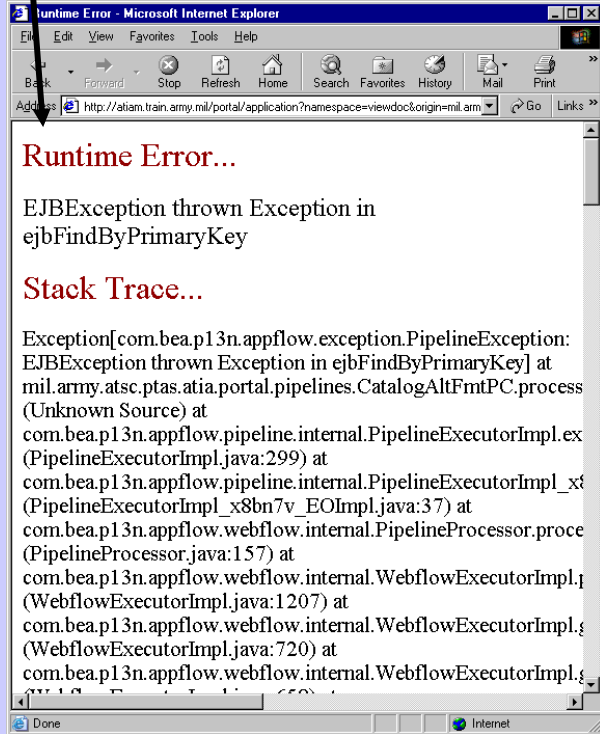 Runtime Error - Microsoft Internet Explorer
File Edit View Favorites Tools Help
Back Forward Stop Refresh Home Search Favorites History Mail Print »
Address http://atiam.train.army.mil/portal/application?namespace=viewdoc&origin=mil.arm Go Links »
Runtime Error...
EJBException thrown Exception in
ejbFindByPrimaryKey
Stack Trace...
Exception[com.bea.p13n.appflow.exception.PipelineException:
EJBException thrown Exception in ejbFindByPrimaryKey] at
mil.army.atsc.ptas.atia.portal.pipelines.CatalogAltFmtPC.process
(Unknown Source) at
com.bea.p13n.appflow.pipeline.internal.PipelineExecutorImpl.ex
(PipelineExecutorImpl.java:299) at
com.bea.p13n.appflow.pipeline.internal.PipelineExecutorImpl_x8
(PipelineExecutorImpl_x8bn7v_EOImpl.java:37) at
com.bea.p13n.appflow.webflow.internal.PipelineProcessor.proce
(PipelineProcessor.java:157) at
com.bea.p13n.appflow.webflow.internal.WebflowExecutorImpl.p
(WebflowExecutorImpl.java:1207) at
com.bea.p13n.appflow.webflow.internal.WebflowExecutorImpl.g
(WebflowExecutorImpl.java:720) at
com.bea.p13n.appflow.webflow.internal.WebflowExecutorImpl.g
Done Internet